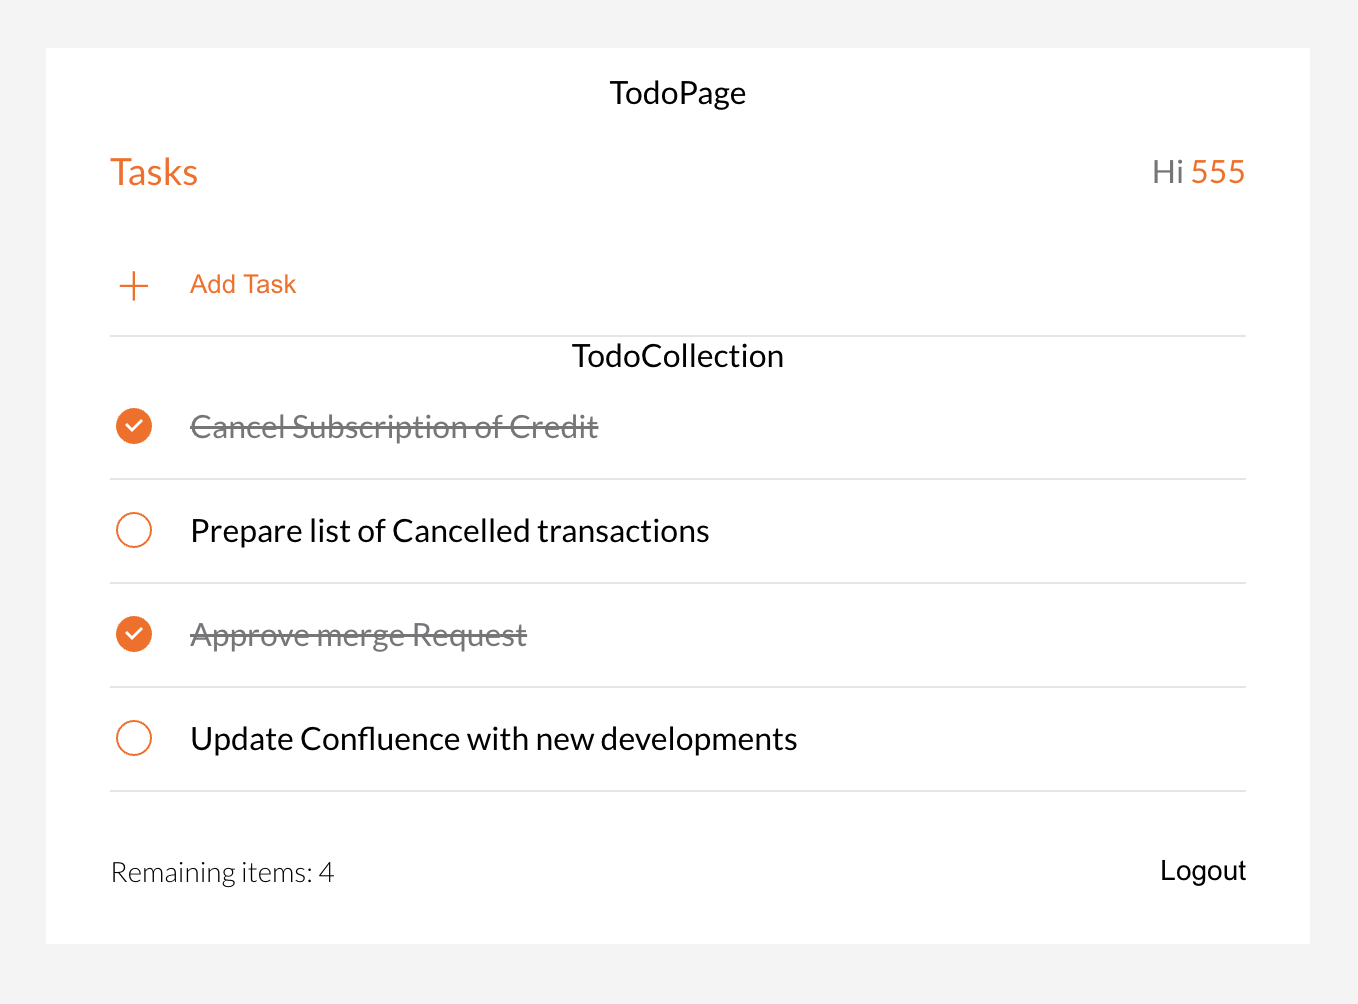 TodoPage
Tasks
Hi 555
Add Task
TodoCollection
Cancel Subscription of Credit
Prepare list of Cancelled transactions
Approve merge Request
Update Confluence with new developments
Remaining items: 4
Logout